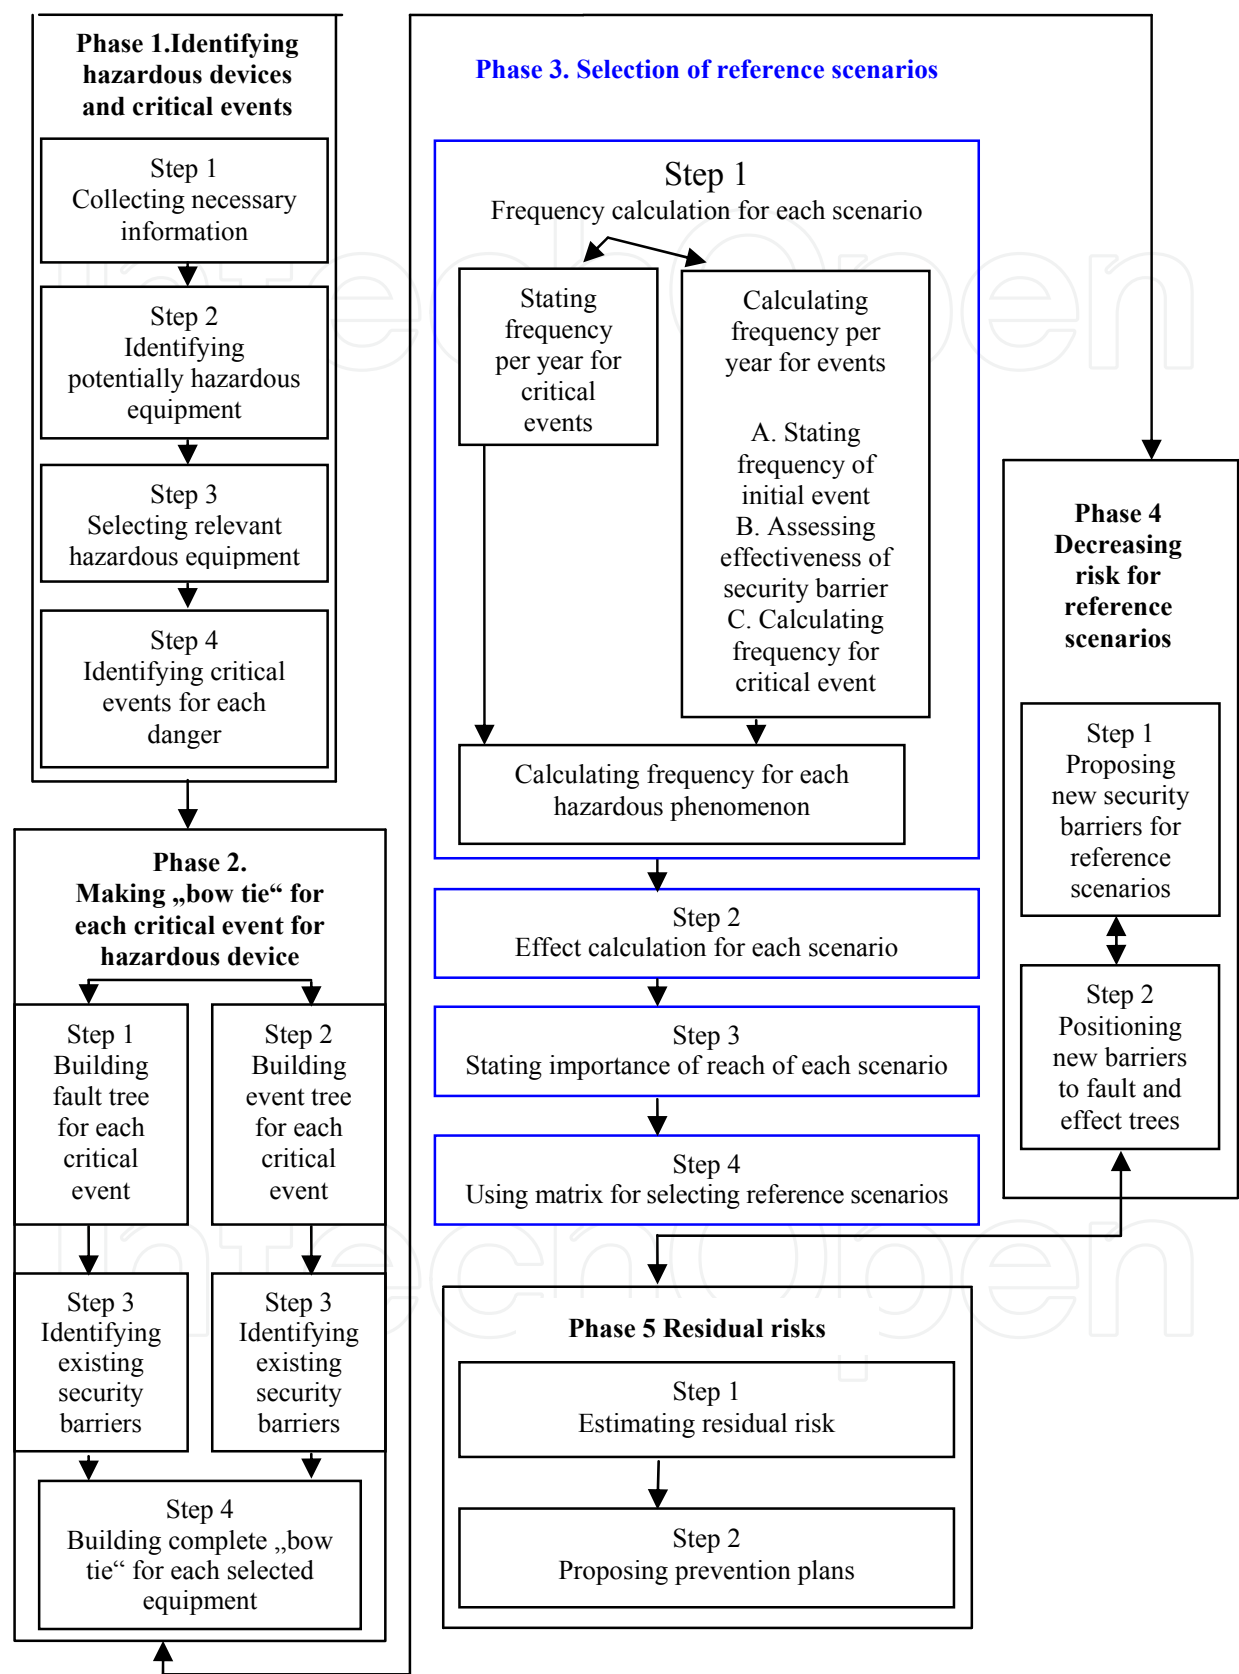 Phase 1.Identifying
hazardous devices
and critical events
Step 1
Collecting necessary
information
Step 2
Identifying
potentially hazardous
equipment
Step 3
Selecting relevant
hazardous equipment
Step 4
Identifying critical
events for each
danger
Phase 2.
Making „bow tie“ for
each critical event for
hazardous device
Step 1
Building
fault tree
for each
critical
event
Step 2
Building
event tree
for each
critical
event
Step 3
Identifying
existing
security
barriers
Step 3
Identifying
existing
security
barriers
Step 4
Building complete „bow
tie“ for each selected
equipment
Phase 3. Selection of reference scenarios
Step 1
Frequency calculation for each scenario
Stating
frequency
per year for
critical
events
Calculating
frequency per
year for events
A. Stating
frequency of
initial event
B. Assessing
effectiveness of
security barrier
C. Calculating
frequency for
critical event
Calculating frequency for each
hazardous phenomenon
Step 2
Effect calculation for each scenario
Step 3
Stating importance of reach of each scenario
Step 4
Using matrix for selecting reference scenarios
Phase 4
Decreasing
risk for
reference
scenarios
Step 1
Proposing
new security
barriers for
reference
scenarios
Step 2
Positioning
new barriers
to fault and
effect trees
Phase 5 Residual risks
Step 1
Estimating residual risk
Step 2
Proposing prevention plans
IntechOpen
IntechOpen